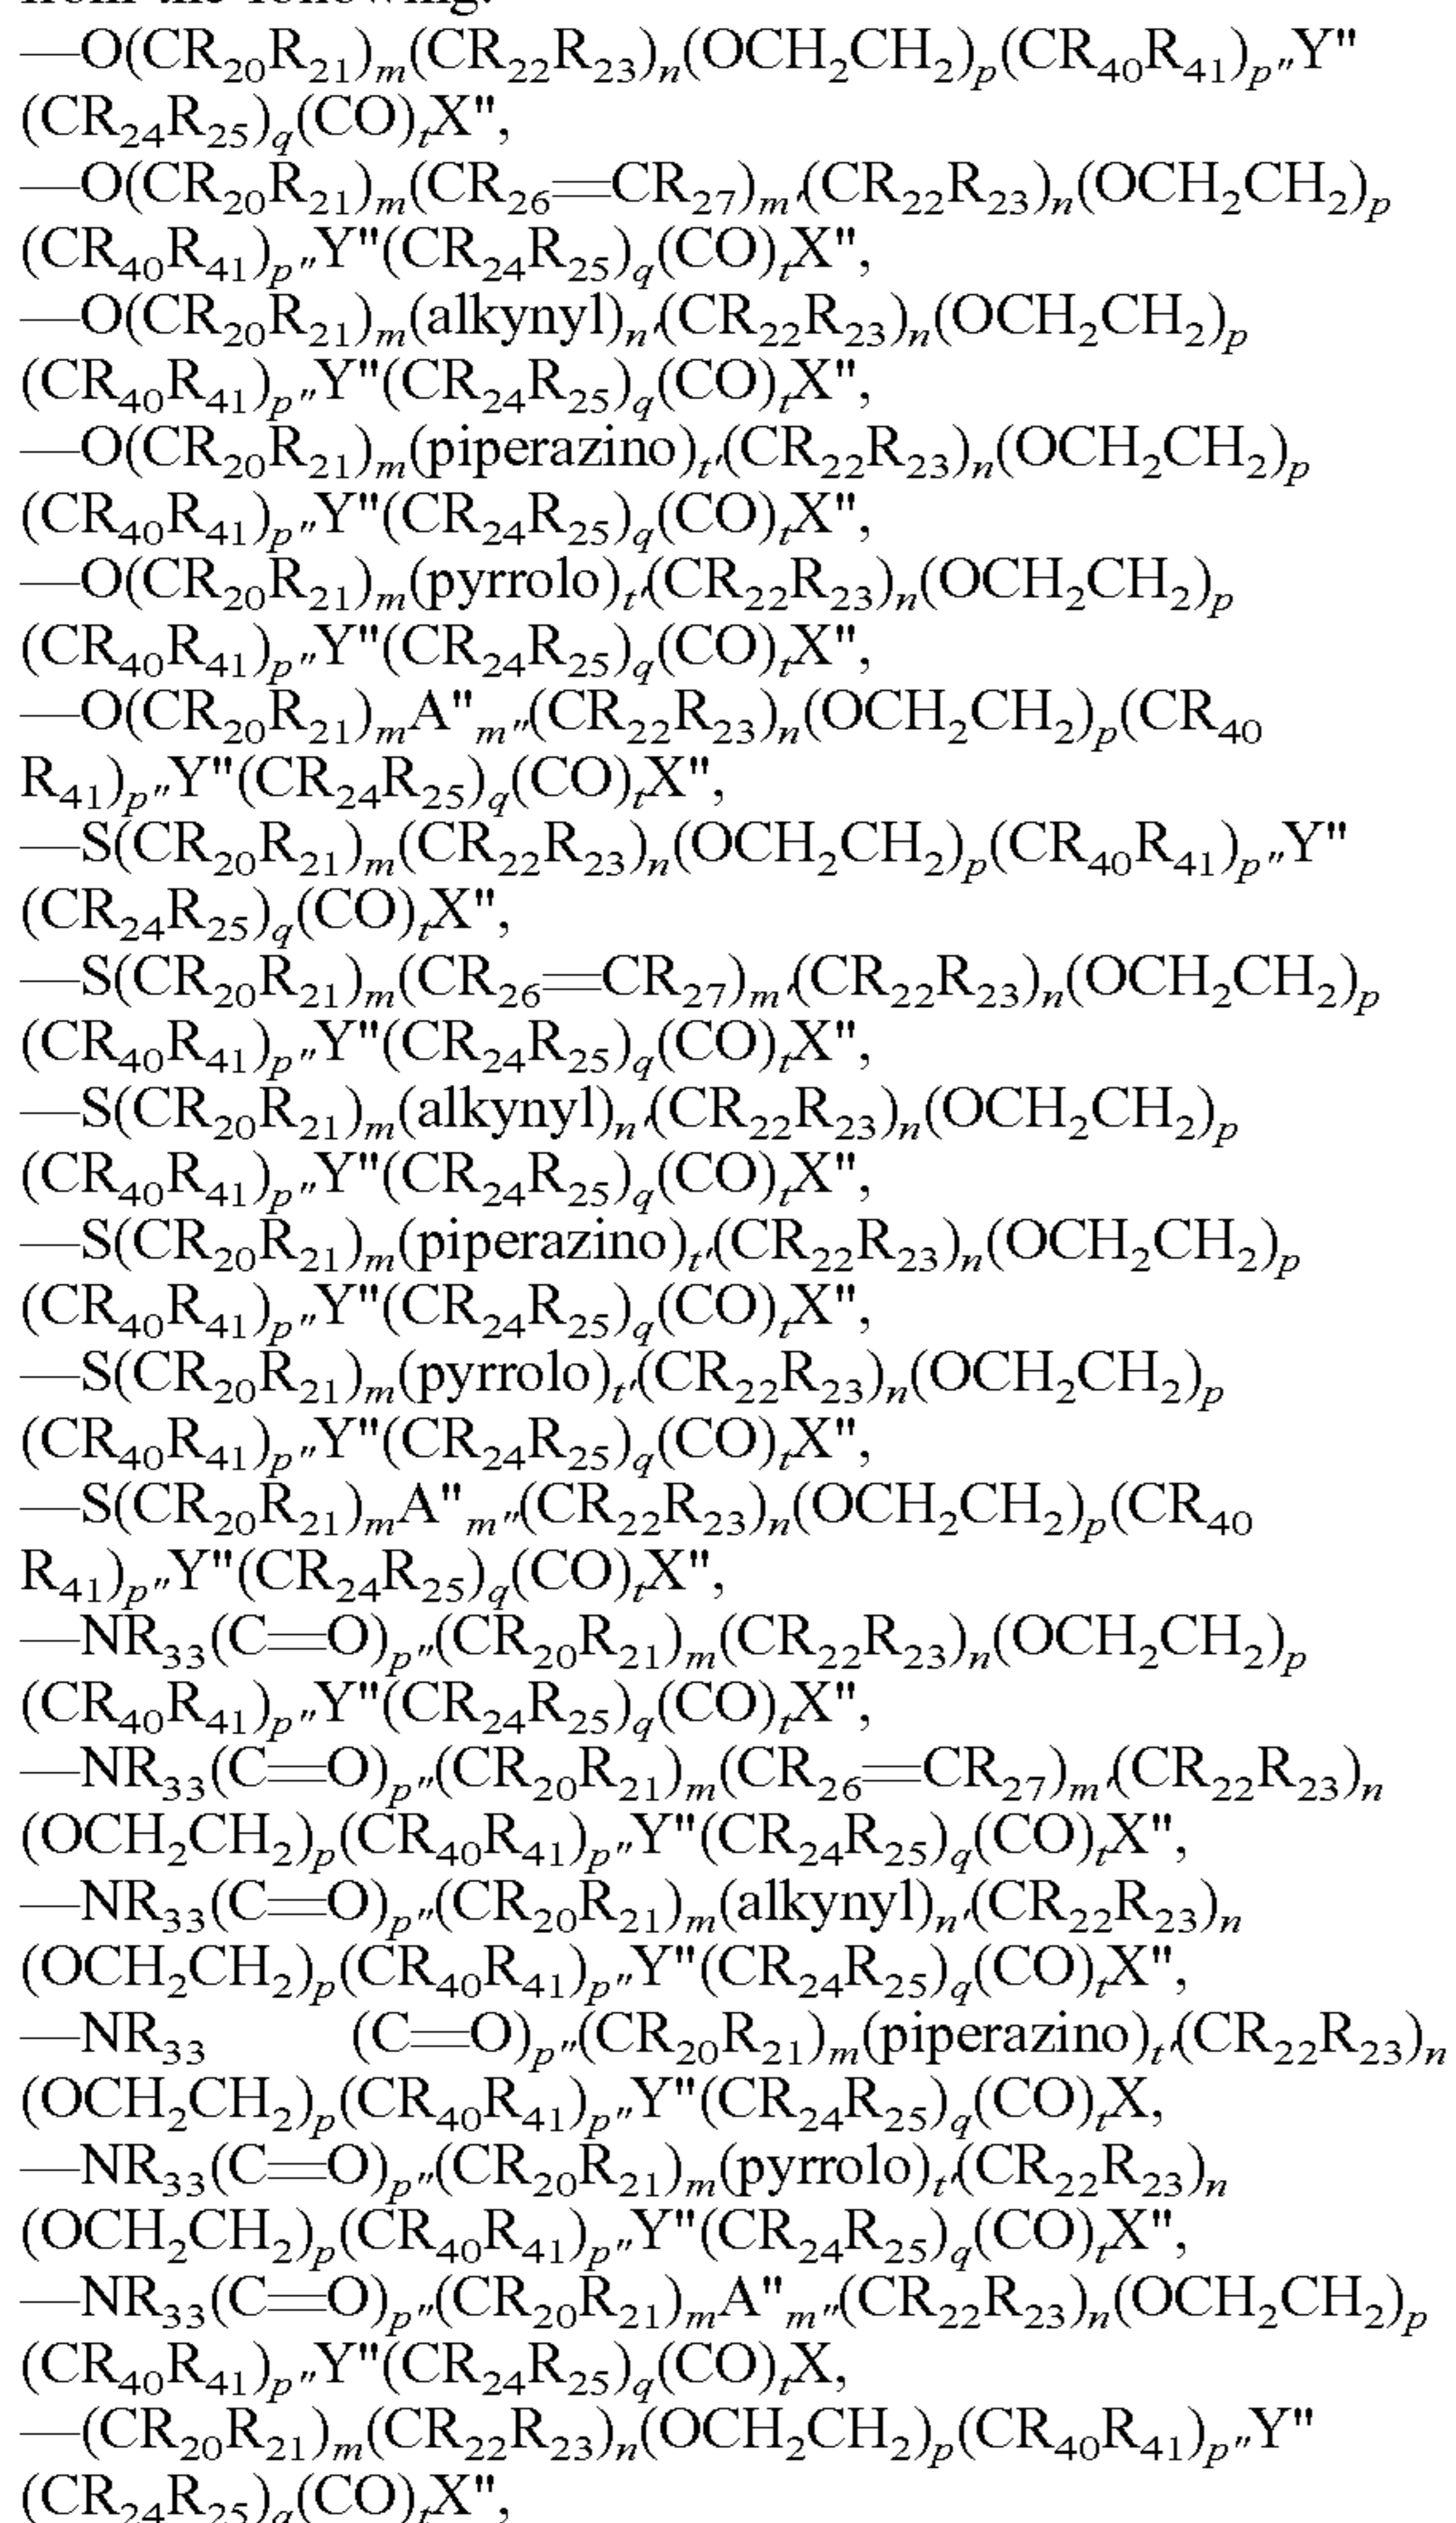 from the following:
—O(CR₂₀R₂₁)ₘ(CR₂₂R₂₃)ₙ(OCH₂CH₂)ₚ(CR₄₀R₄₁)ₚ″Y"
(CR₂₄R₂₅)q(CO)ₜX",
—O(CR₂₀R₂₁)ₘ(CR₂₆═CR₂₇)ₘ′(CR₂₂R₂₃)ₙ(OCH₂CH₂)ₚ
(CR₄₀R₄₁)ₚ″Y"(CR₂₄R₂₅)q(CO)ₜX",
—O(CR₂₀R₂₁)ₘ(alkynyl)ₙ′(CR₂₂R₂₃)ₙ(OCH₂CH₂)ₚ
(CR₄₀R₄₁)ₚ″Y"(CR₂₄R₂₅)q(CO)ₜX",
—O(CR₂₀R₂₁)ₘ(piperazino)ₜ′(CR₂₂R₂₃)ₙ(OCH₂CH₂)ₚ
(CR₄₀R₄₁)ₚ″Y"(CR₂₄R₂₅)q(CO)ₜX",
—O(CR₂₀R₂₁)ₘ(pyrrolo)ₜ′(CR₂₂R₂₃)ₙ(OCH₂CH₂)ₚ
(CR₄₀R₄₁)ₚ″Y"(CR₂₄R₂₅)q(CO)ₜX",
—O(CR₂₀R₂₁)ₘA"ₘ″(CR₂₂R₂₃)ₙ(OCH₂CH₂)ₚ(CR₄₀
R₄₁)ₚ″Y"(CR₂₄R₂₅)q(CO)ₜX",
—S(CR₂₀R₂₁)ₘ(CR₂₂R₂₃)ₙ(OCH₂CH₂)ₚ(CR₄₀R₄₁)ₚ″Y"
(CR₂₄R₂₅)q(CO)ₜX",
—S(CR₂₀R₂₁)ₘ(CR₂₆═CR₂₇)ₘ′(CR₂₂R₂₃)ₙ(OCH₂CH₂)ₚ
(CR₄₀R₄₁)ₚ″Y"(CR₂₄R₂₅)q(CO)ₜX",
—S(CR₂₀R₂₁)ₘ(alkynyl)ₙ′(CR₂₂R₂₃)ₙ(OCH₂CH₂)ₚ
(CR₄₀R₄₁)ₚ″Y"(CR₂₄R₂₅)q(CO)ₜX",
—S(CR₂₀R₂₁)ₘ(piperazino)ₜ′(CR₂₂R₂₃)ₙ(OCH₂CH₂)ₚ
(CR₄₀R₄₁)ₚ″Y"(CR₂₄R₂₅)q(CO)ₜX",
—S(CR₂₀R₂₁)ₘ(pyrrolo)ₜ′(CR₂₂R₂₃)ₙ(OCH₂CH₂)ₚ
(CR₄₀R₄₁)ₚ″Y"(CR₂₄R₂₅)q(CO)ₜX",
—S(CR₂₀R₂₁)ₘA"ₘ″(CR₂₂R₂₃)ₙ(OCH₂CH₂)ₚ(CR₄₀
R₄₁)ₚ″Y"(CR₂₄R₂₅)q(CO)ₜX",
—NR₃₃(C═O)ₚ″(CR₂₀R₂₁)ₘ(CR₂₂R₂₃)ₙ(OCH₂CH₂)ₚ
(CR₄₀R₄₁)ₚ″Y"(CR₂₄R₂₅)q(CO)ₜX",
—NR₃₃(C═O)ₚ″(CR₂₀R₂₁)ₘ(CR₂₆═CR₂₇)ₘ′(CR₂₂R₂₃)ₙ
(OCH₂CH₂)ₚ(CR₄₀R₄₁)ₚ″Y"(CR₂₄R₂₅)q(CO)ₜX",
—NR₃₃(C═O)ₚ″(CR₂₀R₂₁)ₘ(alkynyl)ₙ′(CR₂₂R₂₃)ₙ
(OCH₂CH₂)ₚ(CR₄₀R₄₁)ₚ″Y"(CR₂₄R₂₅)q(CO)ₜX",
—NR₃₃ (C═O)ₚ″(CR₂₀R₂₁)ₘ(piperazino)ₜ′(CR₂₂R₂₃)ₙ
(OCH₂CH₂)ₚ(CR₄₀R₄₁)ₚ″Y"(CR₂₄R₂₅)q(CO)ₜX,
—NR₃₃(C═O)ₚ″(CR₂₀R₂₁)ₘ(pyrrolo)ₜ′(CR₂₂R₂₃)ₙ
(OCH₂CH₂)ₚ(CR₄₀R₄₁)ₚ″Y"(CR₂₄R₂₅)q(CO)ₜX",
—NR₃₃(C═O)ₚ″(CR₂₀R₂₁)ₘA"ₘ″(CR₂₂R₂₃)ₙ(OCH₂CH₂)ₚ
(CR₄₀R₄₁)ₚ″Y"(CR₂₄R₂₅)q(CO)ₜX,
—(CR₂₀R₂₁)ₘ(CR₂₂R₂₃)ₙ(OCH₂CH₂)ₚ(CR₄₀R₄₁)ₚ″Y"
(CR₂₄R₂₅)q(CO)ₜX",